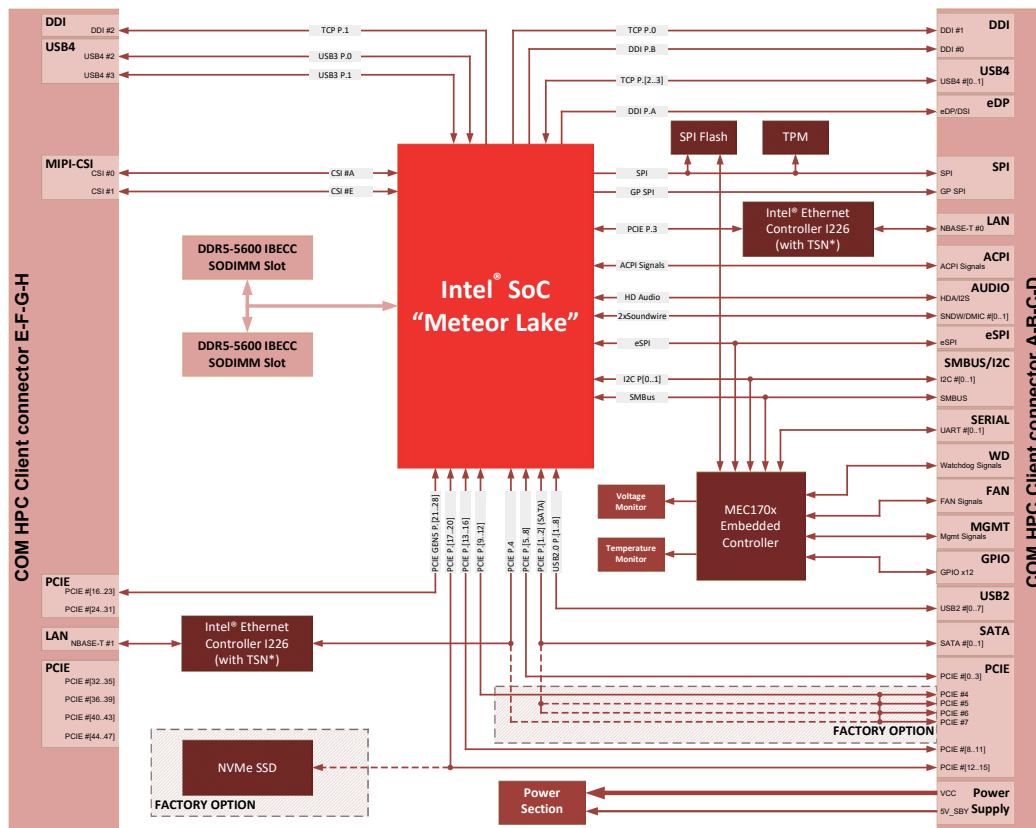 COM HPC Client connector E-F-G-H
DDI
DDI #2
USB4
USB4 #2
USB4 #3
MIPI-CSI
CSI #0
CSI #1
PCIE
PCIE #[16..23]
PCIE #[24..31]
LAN
NBASE-T #1
PCIE
PCIE #[32..35]
PCIE #[36..39]
PCIE #[40..43]
PCIE #[44..47]
TCP P.1
USB3 P.0
USB3 P.1
CSI #A
CSI #E
DDR5-5600 IBECC
SODIMM Slot
DDR5-5600 IBECC
SODIMM Slot
Intel® SoC
“Meteor Lake”
TCP P.0
DDI P.B
TCP P.[2..3]
DDI P.A
SPI Flash
TPM
SPI
GP SPI
PCIE P.3
Intel® Ethernet
Controller I226
(with TSN*)
ACPI Signals
HD Audio
2xSoundwire
eSPI
I2C P[0..1]
SMBus
PCIE GEN5 P.[21..28]
PCIE P.[17..20]
PCIE P.[13..16]
PCIE P.[9..12]
PCIE P.4
PCIE P.[5..8]
PCIE P.[1..2] (SATA)
USB2.0 P.[1..8]
Voltage
Monitor
Temperature
Monitor
MEC170x
Embedded
Controller
Intel® Ethernet
Controller I226
(with TSN*)
NVMe SSD
FACTORY OPTION
FACTORY OPTION
Power
Section
DDI
DDI #1
DDI #0
USB4
USB4 #[0..1]
eDP
eDP/DSI
SPI
SPI
GP SPI
LAN
NBASE-T #0
ACPI
ACPI Signals
AUDIO
HDA/I2S
SNDW/DMIC #[0..1]
eSPI
eSPI
SMBUS/I2C
I2C #[0..1]
SMBUS
SERIAL
UART #[0..1]
WD
Watchdog Signals
FAN
FAN Signals
MGMT
Mgmt Signals
GPIO
GPIO x12
USB2
USB2 #[0..7]
SATA
SATA #[0..1]
PCIE
PCIE #[0..3]
PCIE #4
PCIE #5
PCIE #6
PCIE #7
PCIE #[8..11]
PCIE #[12..15]
VCC
Power
5V_SBY
Supply
COM HPC Client connector A-B-C-D